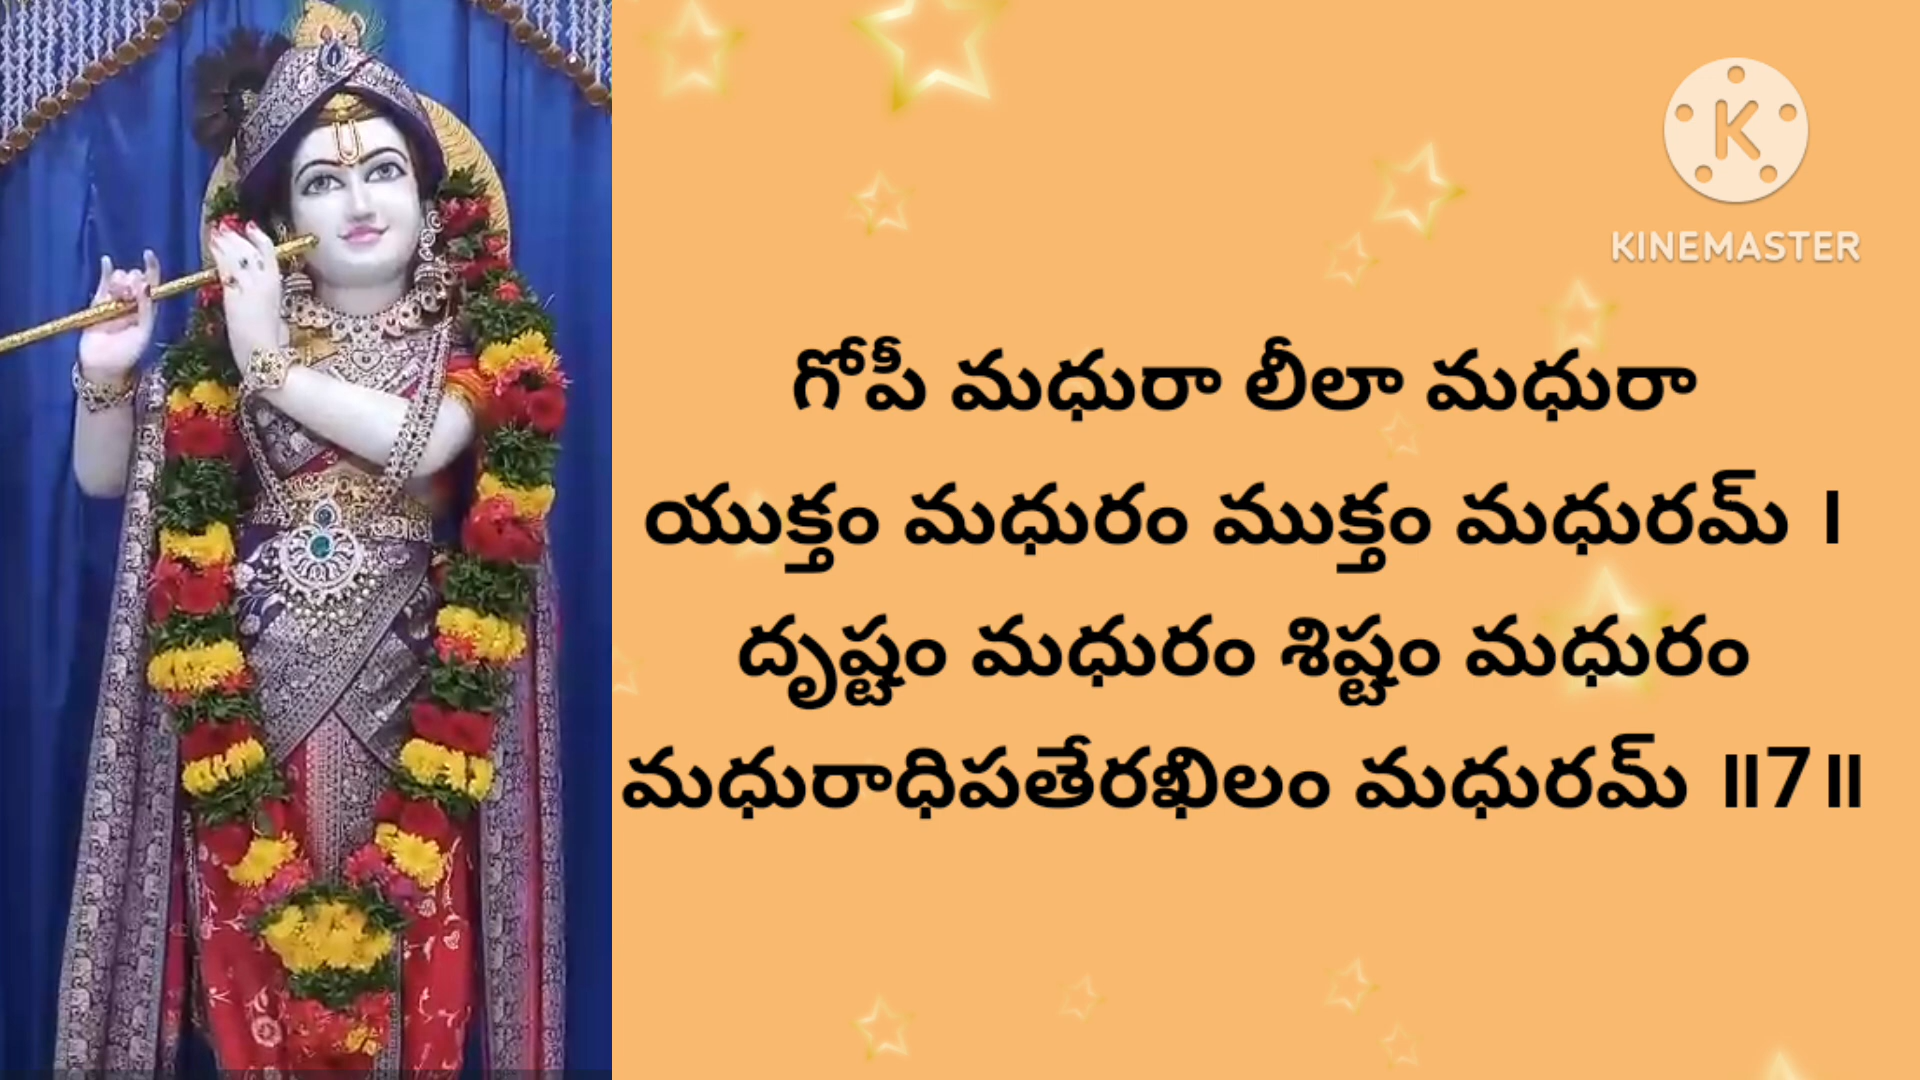 KINEMASTER
గోపీ మధురా లీలా మధురా
యుక్తం మధురం ముక్తం మధురమ్ ।
దృష్టం మధురం శిష్టం మధురం
మధురాధిపతేరఖిలం మధురమ్ ॥7॥